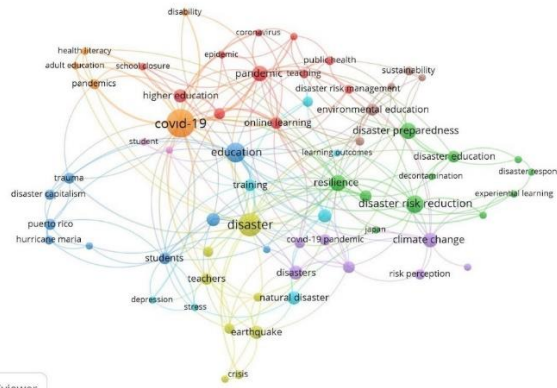 disability
coronavirus
health literacy
epidemic
public health
adult education
school closure
pandemic
teaching
sustainability
pandemics
disaster risk management
higher education
environmental education
covid-19
online learning
disaster preparedness
student
education
learning outcomes
disaster education
disaster respon
trauma
training
resilience
decontamination
disaster capitalism
experiential learning
disaster risk reduction
puerto rico
disaster
japan
hurricane maria
covid-19 pandemic
climate change
students
teachers
disasters
risk perception
depression
stress
natural disaster
earthquake
crisis